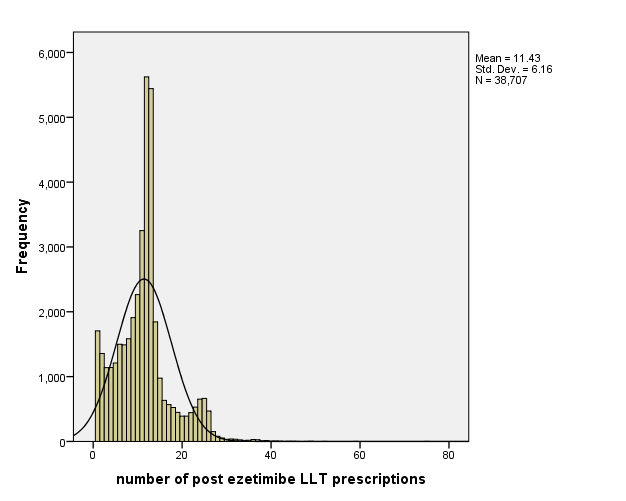 6,000
5,000
4,000
3,000
2,000
1,000
0
Frequency
0 20 40 60 80
number of post ezetimibe LLT prescriptions
Mean = 11.43
Std. Dev. = 6.16
N = 38,707